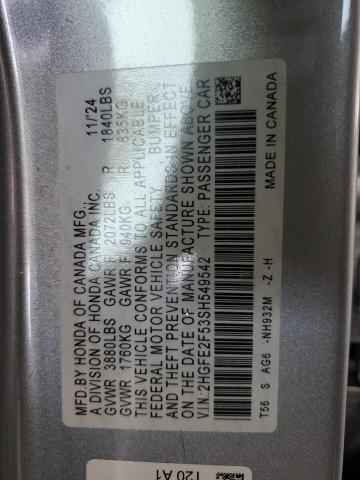 MFD BY HONDA OF CANADA MFG. 11/'24
A DIVISION OF HONDA CANADA INC.
GVWR 3880LBS GAWR F 2072LBS R 1840LBS
GVWR 1760KG GAWR F 940KG R 835KG
THIS VEHICLE CONFORMS TO ALL APPLICABLE
FEDERAL MOTOR VEHICLE SAFETY, BUMPER,
AND THEFT PREVENTION STANDARDS IN EFFECT
ON THE DATE OF MANUFACTURE SHOWN ABOVE.
V.I.N: 2HGFE2F53SH549542 TYPE: PASSENGER CAR
T56 S AG6 -NH932M -Z -H MADE IN CANADA
T20 A1